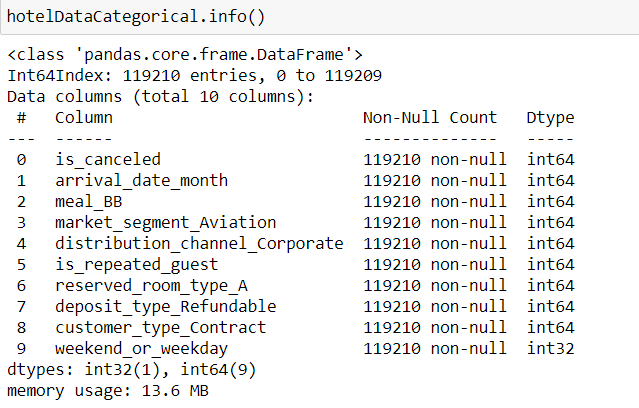 hotelDataCategorical.info()
<class 'pandas.core.frame.DataFrame'>
Int64Index: 119210 entries, 0 to 119209
Data columns (total 10 columns):
 #   Column                         Non-Null Count   Dtype
---  ------                         --------------   -----
 0   is_canceled                    119210 non-null  int64
 1   arrival_date_month             119210 non-null  int64
 2   meal_BB                        119210 non-null  int64
 3   market_segment_Aviation        119210 non-null  int64
 4   distribution_channel_Corporate 119210 non-null  int64
 5   is_repeated_guest              119210 non-null  int64
 6   reserved_room_type_A           119210 non-null  int64
 7   deposit_type_Refundable        119210 non-null  int64
 8   customer_type_Contract         119210 non-null  int64
 9   weekend_or_weekday             119210 non-null  int32
dtypes: int32(1), int64(9)
memory usage: 13.6 MB